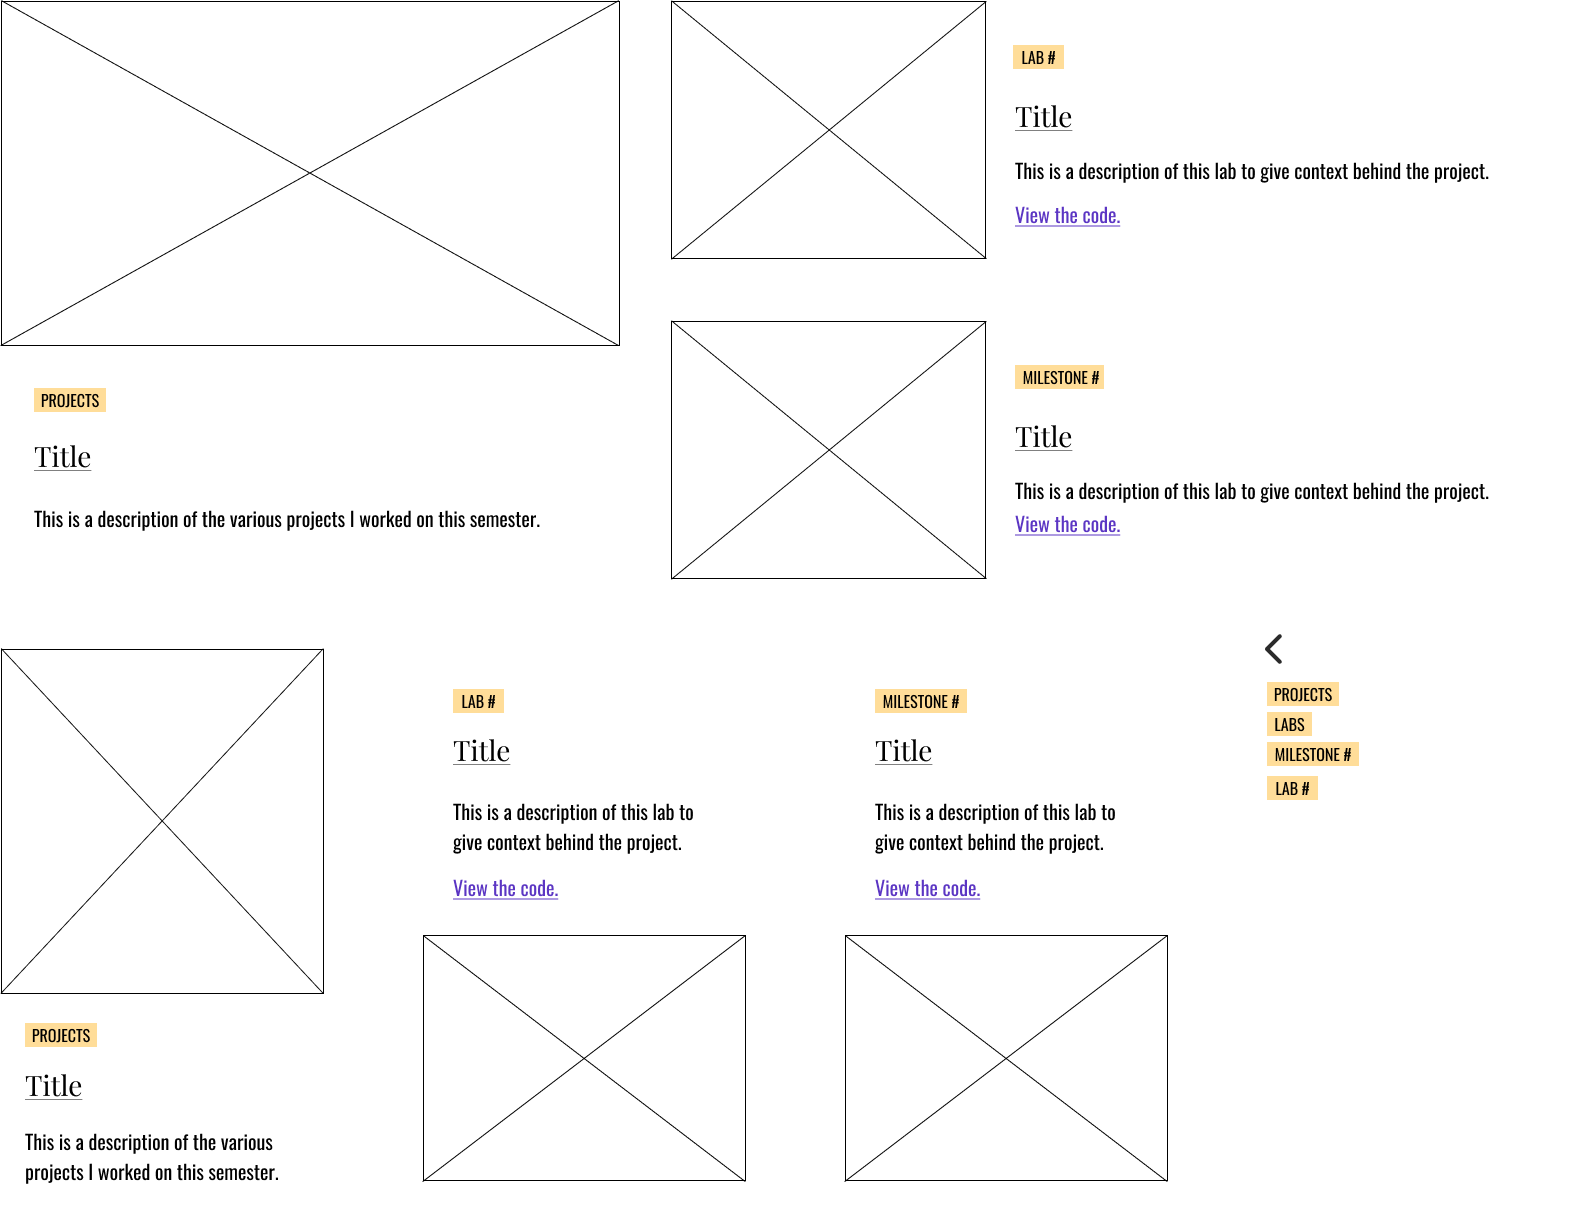 PROJECTS
Title
This is a description of the various projects I worked on this semester.
LAB #
Title
This is a description of this lab to give context behind the project.
View the code.
MILESTONE #
Title
This is a description of this lab to give context behind the project.
View the code.
PROJECTS
Title
This is a description of the various
projects I worked on this semester.
LAB #
Title
This is a description of this lab to
give context behind the project.
View the code.
MILESTONE #
Title
This is a description of this lab to
give context behind the project.
View the code.
PROJECTS
LABS
MILESTONE #
LAB #